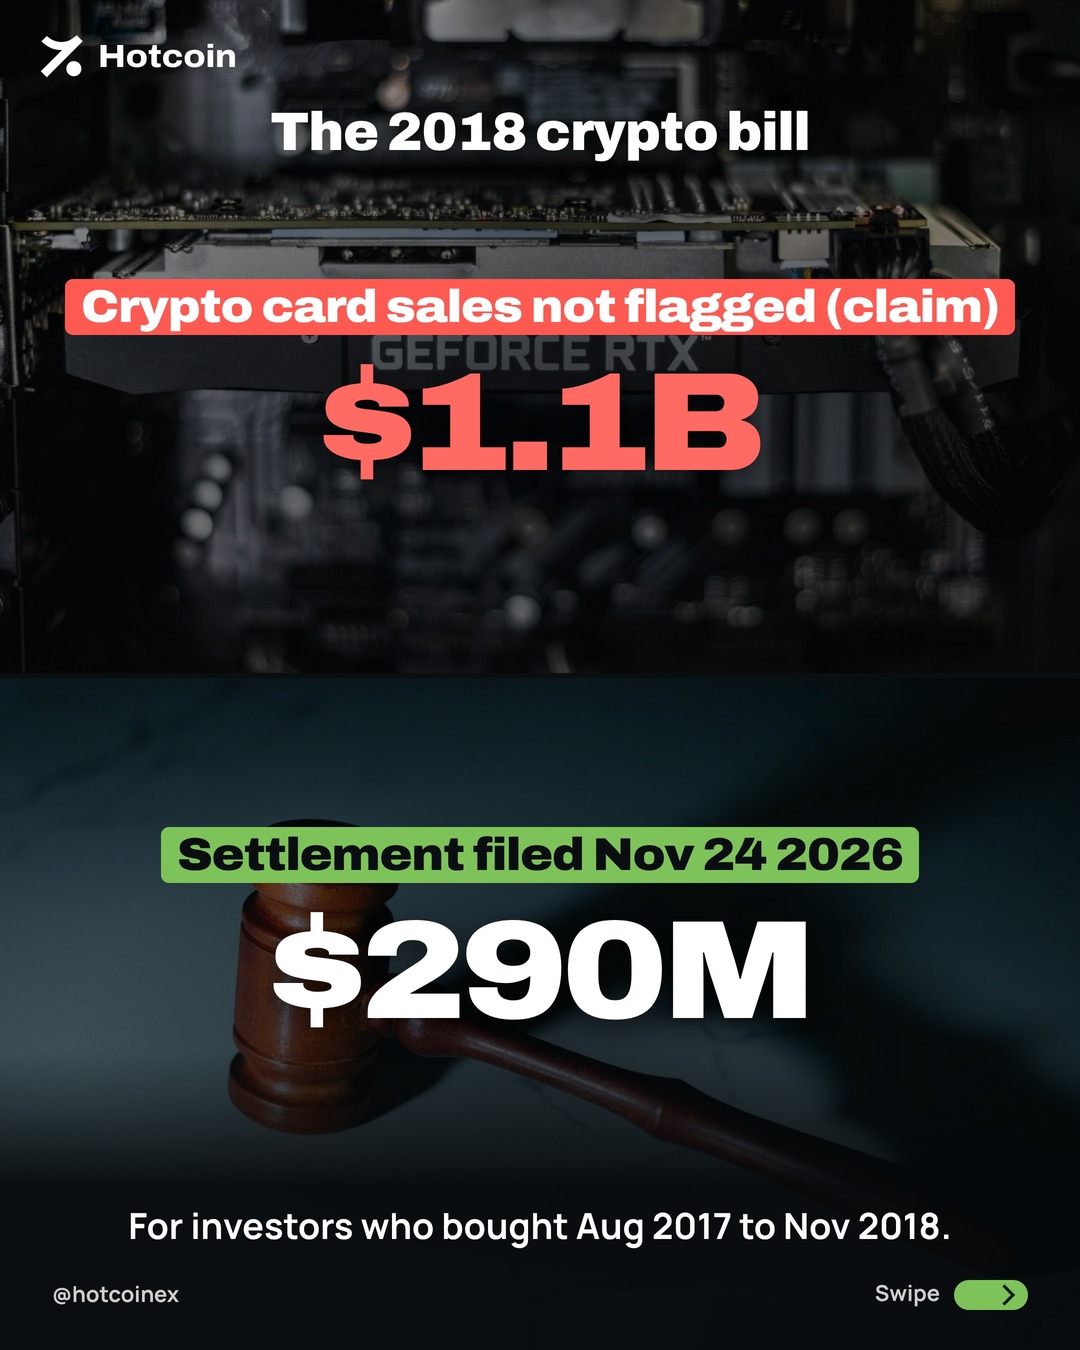 Hotcoin
The 2018 crypto bill
Crypto card sales not flagged (claim)
GEFORCE RTX™
$1.1B
Settlement filed Nov 24 2026
$290M
For investors who bought Aug 2017 to Nov 2018.
@hotcoinex
Swipe